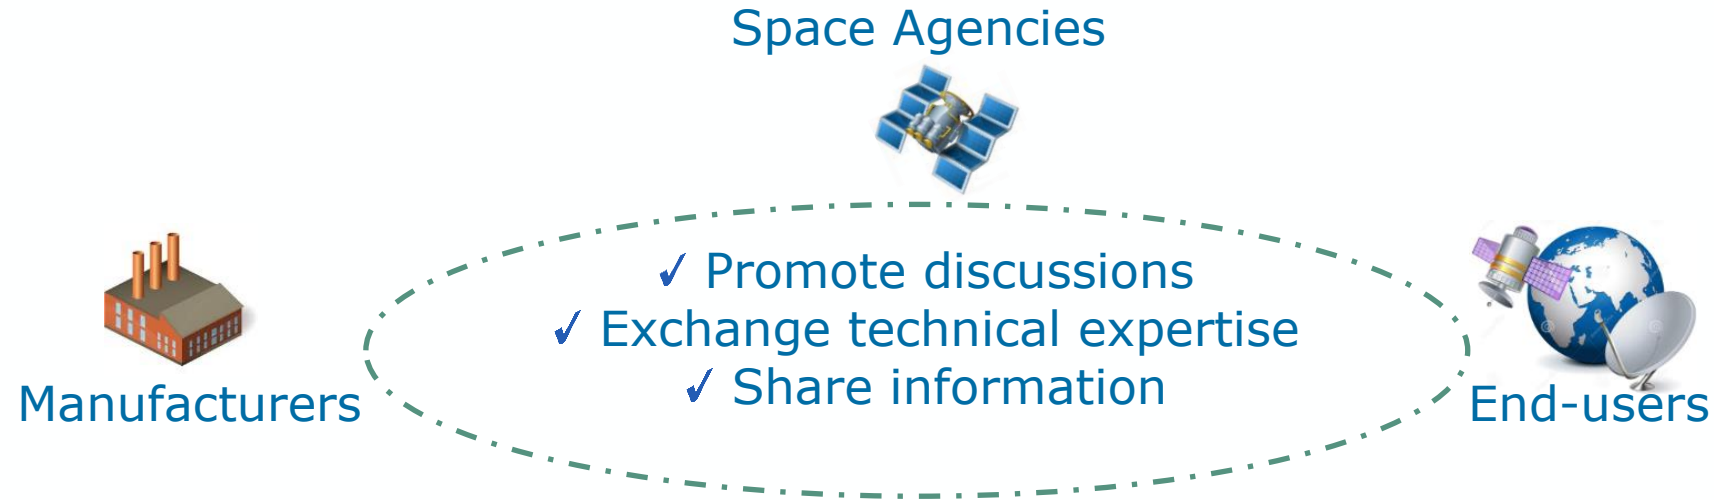 Space Agencies
✓ Promote discussions
✓ Exchange technical expertise
✓ Share information
Manufacturers
End-users